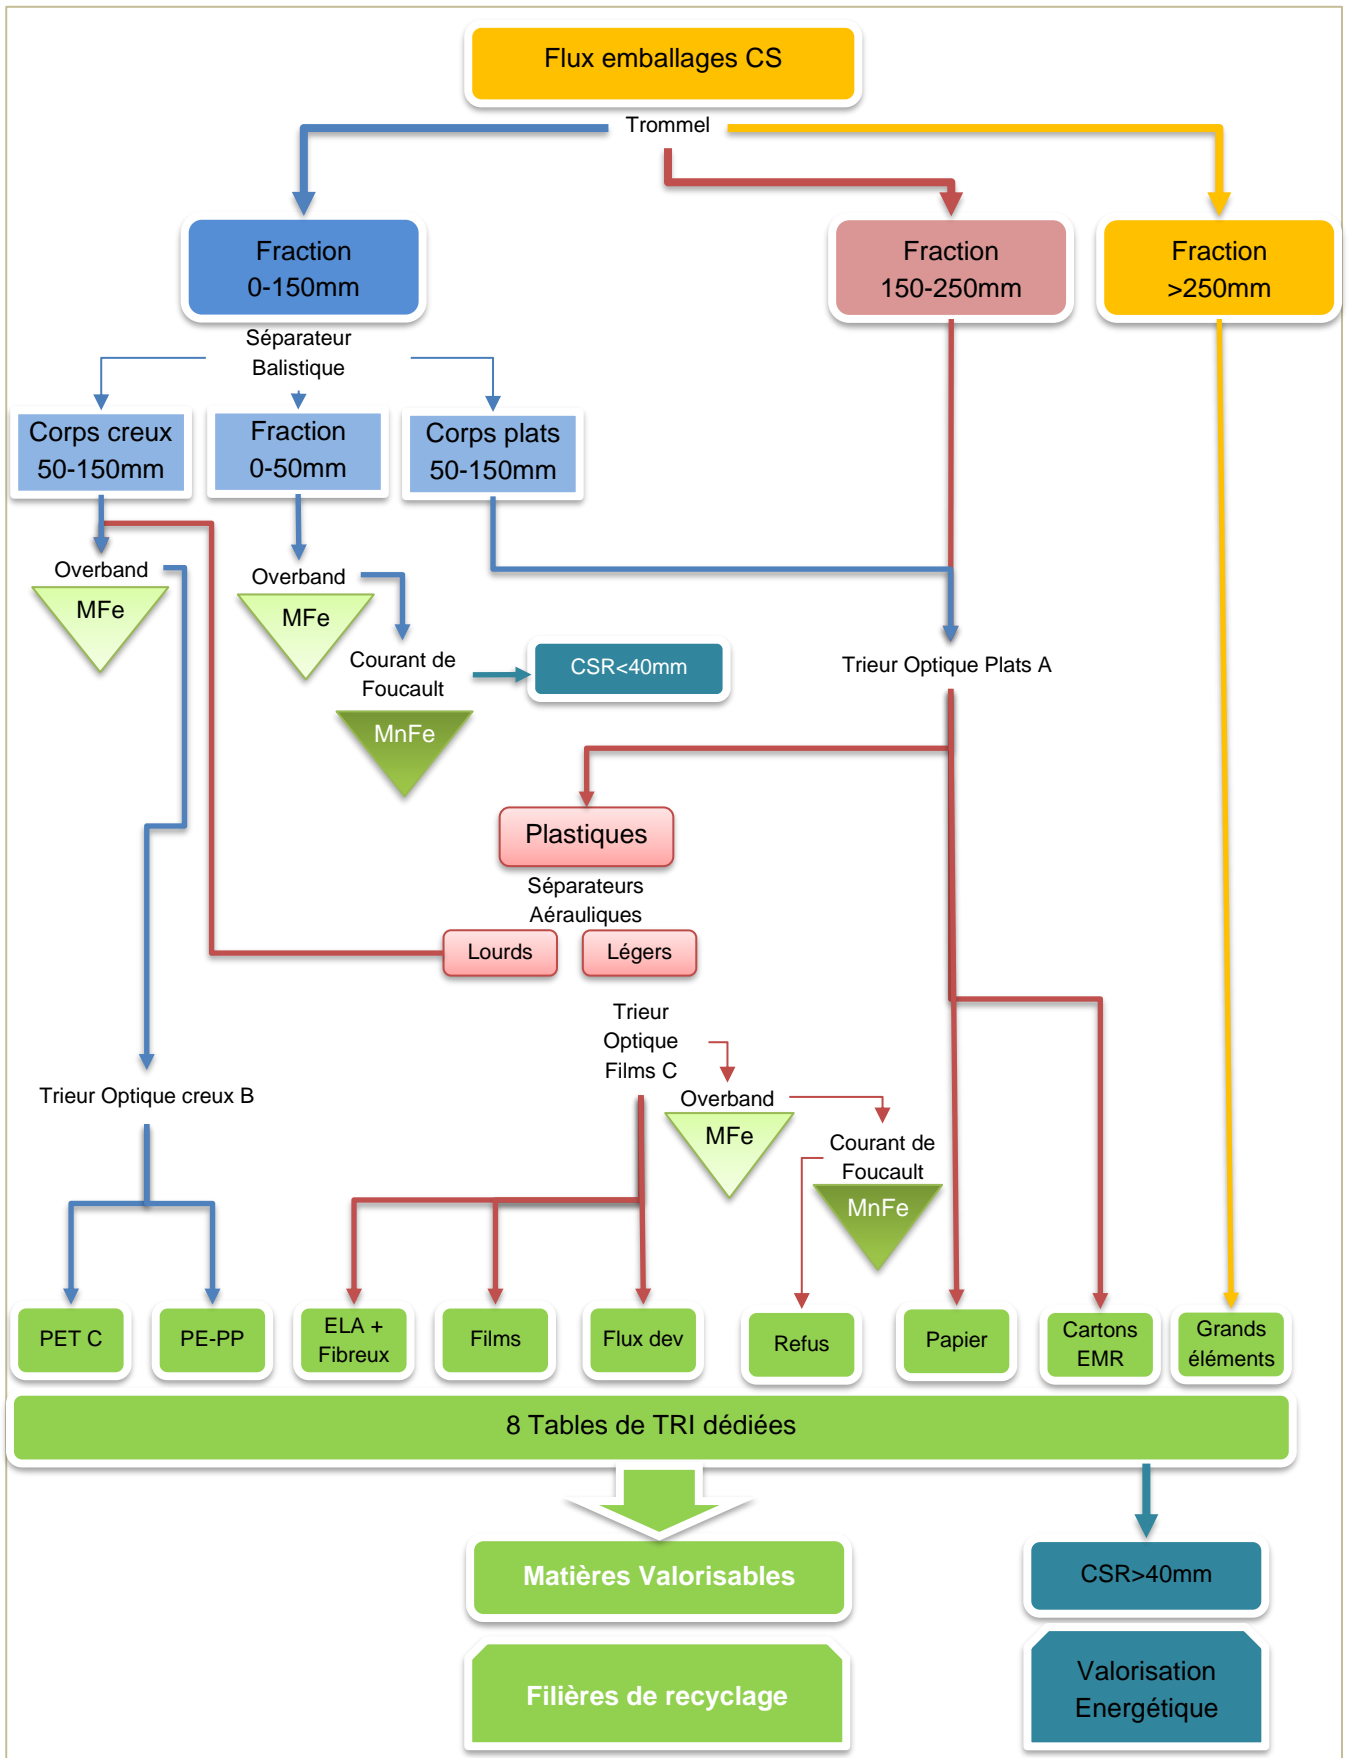 Flux emballages CS
Trommel
Fraction
0-150mm
Fraction
150-250mm
Fraction
>250mm
Séparateur
Balistique
Corps creux
50-150mm
Fraction
0-50mm
Corps plats
50-150mm
Overband
MFe
Overband
MFe
Courant de
Foucault
MnFe
CSR<40mm
Trieur Optique Plats A
Plastiques
Séparateurs
Aérauliques
Lourds
Légers
Trieur
Optique
Films C
Overband
MFe
Courant de
Foucault
MnFe
Trieur Optique creux B
PET C
PE-PP
ELA +
Fibreux
Films
Flux dev
Refus
Papier
Cartons
EMR
Grands
éléments
8 Tables de TRI dédiées
Matières Valorisables
CSR>40mm
Filières de recyclage
Valorisation
Energétique